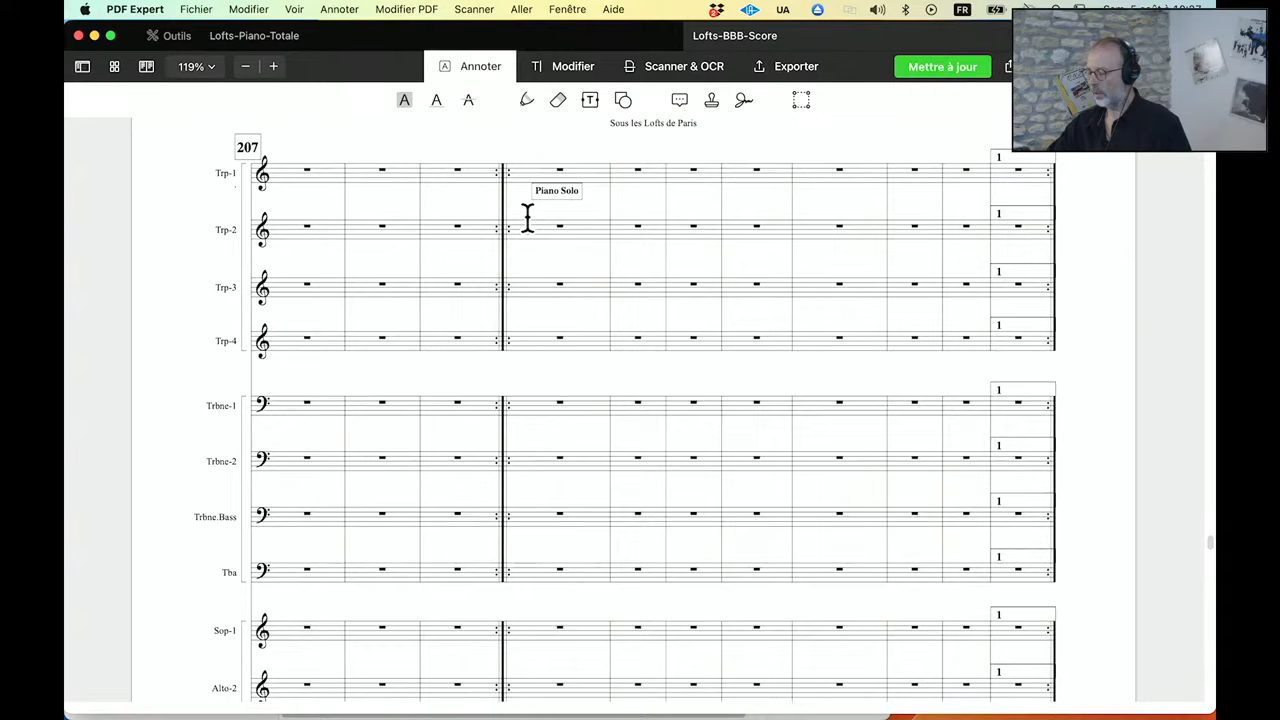 PDF Expert Fichier Modifier Voir Annoter Modifier PDF Scanner Aller Fenêtre Aide 2 UA FR
Outils Lofts-Piano-Totale Lofts-BBB-Score
119% Annoter Modifier Scanner & OCR Exporter Mettre à jour
Sous les Lofts de Paris
207
1
Trp-1
Piano Solo
1
Trp-2
1
Trp-3
1
Trp-4
1
Trbne-1
1
Trbne-2
1
Trbne.Bass
1
Tba
1
Sop-1
1
Alto-2